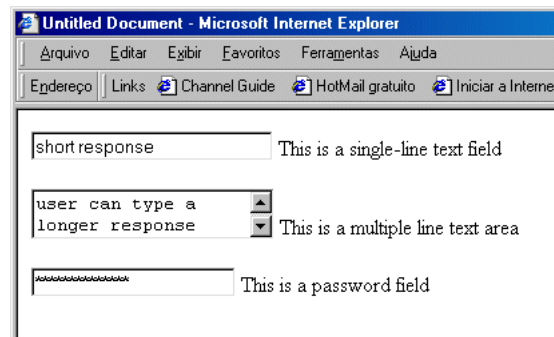 Untitled Document - Microsoft Internet Explorer
Arquivo Editar Exibir Favoritos Ferramentas Ajuda
Endereço Links Channel Guide HotMail gratuito Iniciar a Interne
short response This is a single-line text field
user can type a
longer response This is a multiple line text area
************** This is a password field